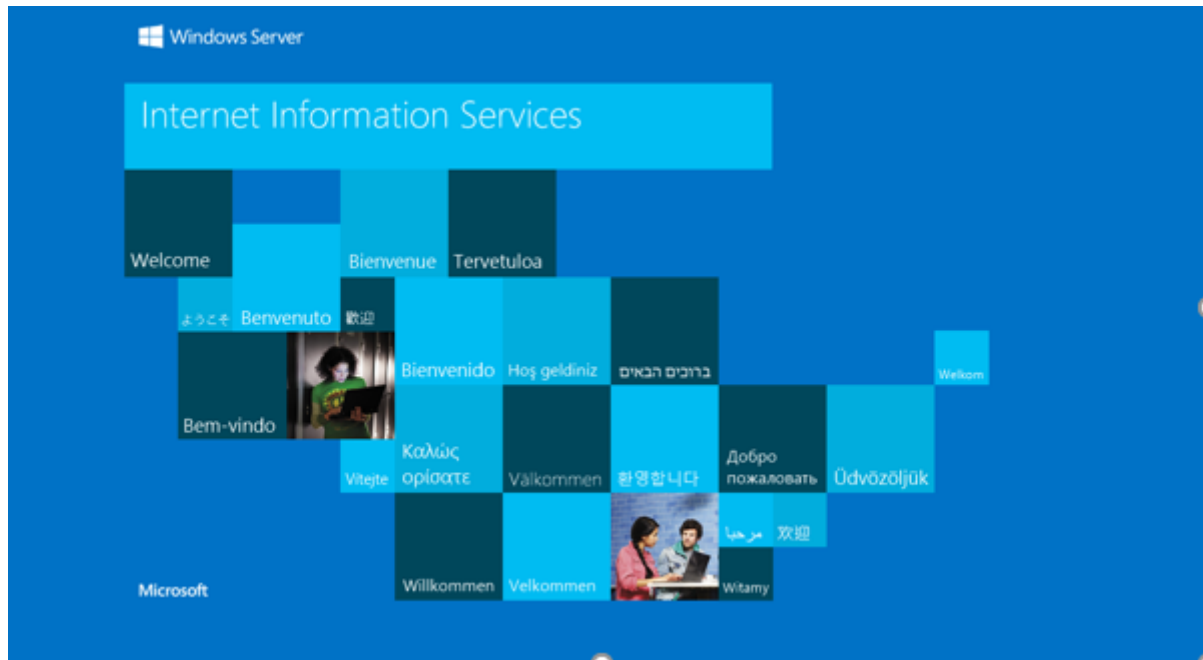 Windows Server
Internet Information Services
Welcome
Bienvenue
Tervetuloa
ようこそ
Benvenuto
歡迎
Bienvenido
Hoş geldiniz
ברוכים הבאים
Welkom
Bem-vindo
Vítejte
Καλώς
ορίσατε
Välkommen
환영합니다
Добро
пожаловать
Üdvözöljük
مرحبا
欢迎
Microsoft
Willkommen
Velkommen
Witamy